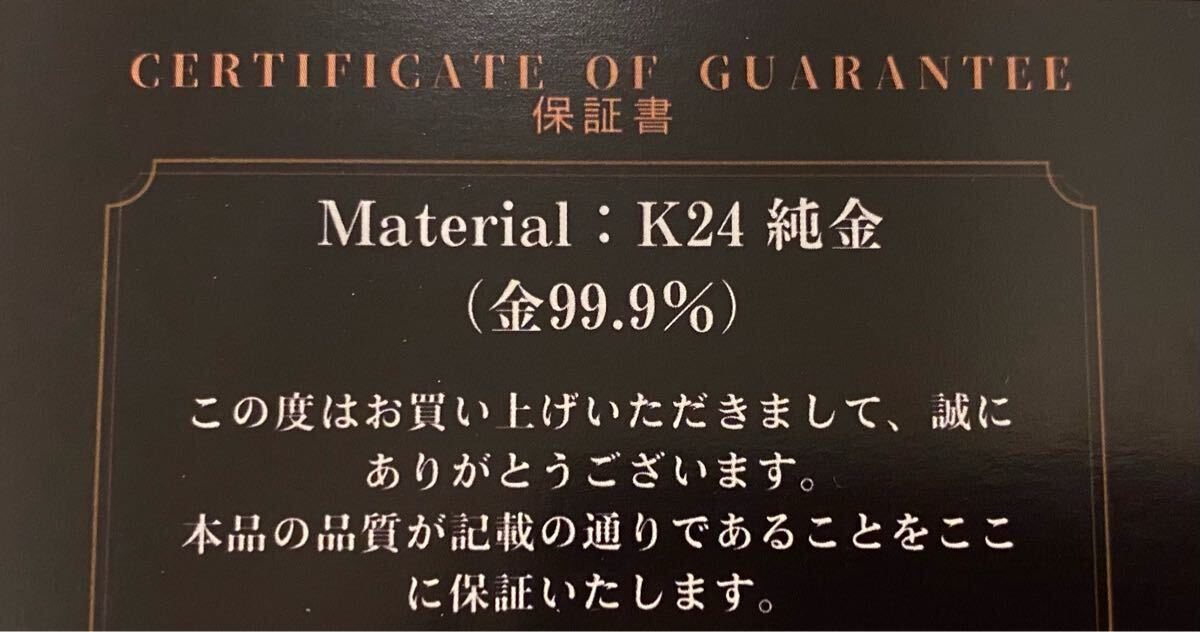 CERTIFICATE OF GUARANTEE
保証書
Material：K24 純金
（金99.9%）
この度はお買い上げいただきまして、誠に
ありがとうございます。
本品の品質が記載の通りであることをここ
に保証いたします。